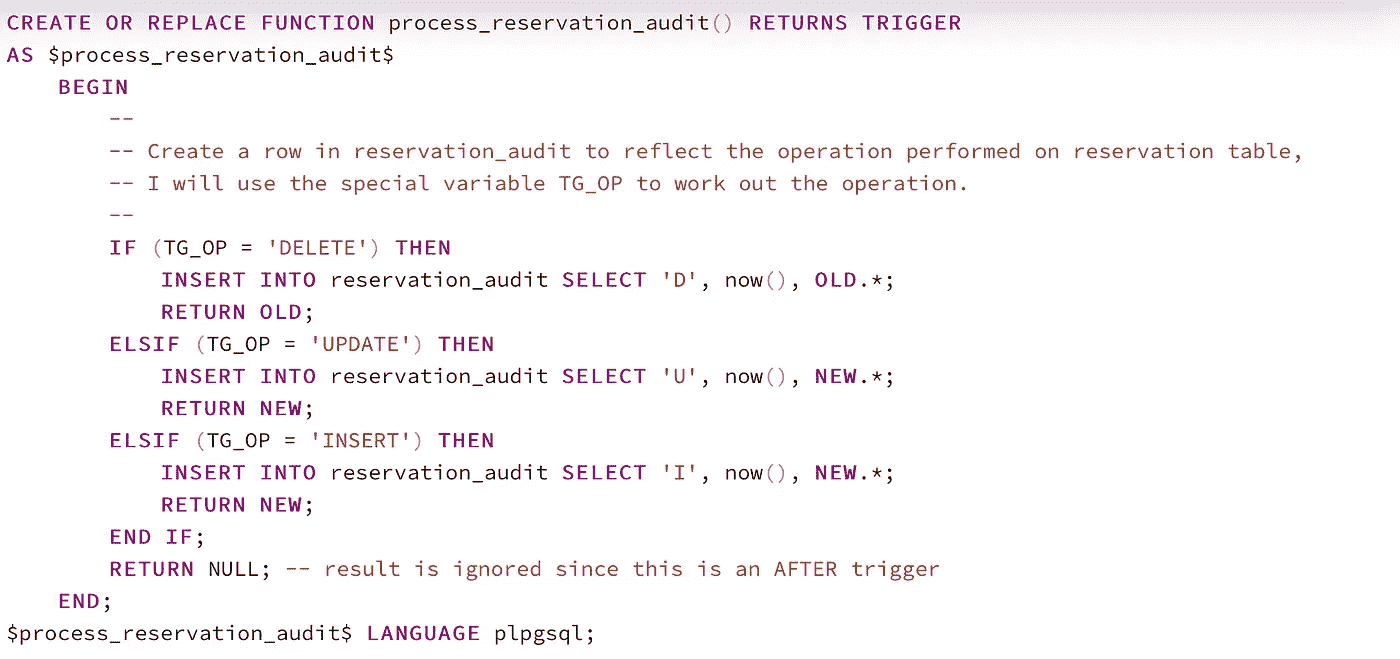 CREATE OR REPLACE FUNCTION process_reservation_audit() RETURNS TRIGGER
AS $process_reservation_audit$
    BEGIN
        --
        -- Create a row in reservation_audit to reflect the operation performed on reservation table,
        -- I will use the special variable TG_OP to work out the operation.
        --
        IF (TG_OP = 'DELETE') THEN
            INSERT INTO reservation_audit SELECT 'D', now(), OLD.*;
            RETURN OLD;
        ELSIF (TG_OP = 'UPDATE') THEN
            INSERT INTO reservation_audit SELECT 'U', now(), NEW.*;
            RETURN NEW;
        ELSIF (TG_OP = 'INSERT') THEN
            INSERT INTO reservation_audit SELECT 'I', now(), NEW.*;
            RETURN NEW;
        END IF;
        RETURN NULL; -- result is ignored since this is an AFTER trigger
    END;
$process_reservation_audit$ LANGUAGE plpgsql;